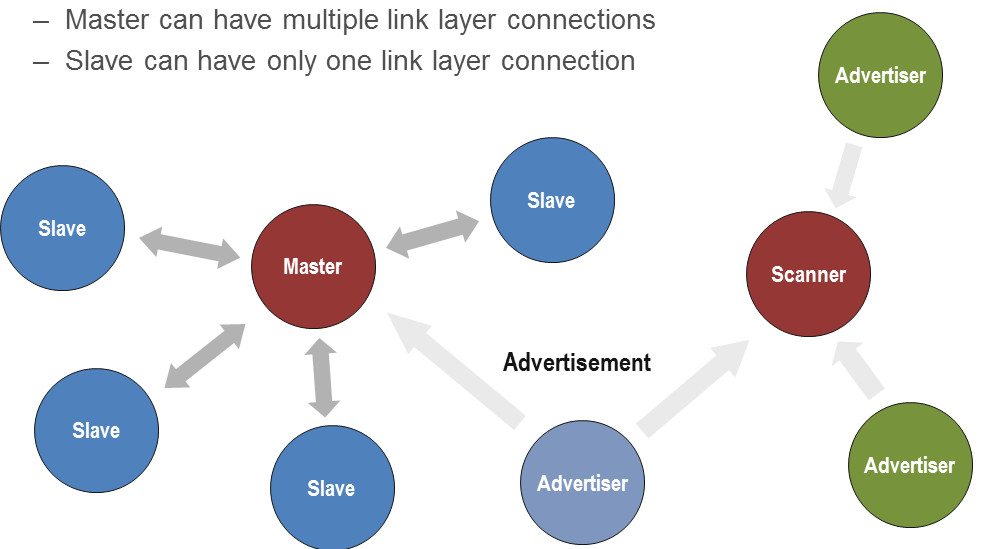 – Master can have multiple link layer connections
– Slave can have only one link layer connection
Advertiser
Slave
Slave
Master
Scanner
Advertisement
Slave
Slave
Advertiser
Advertiser